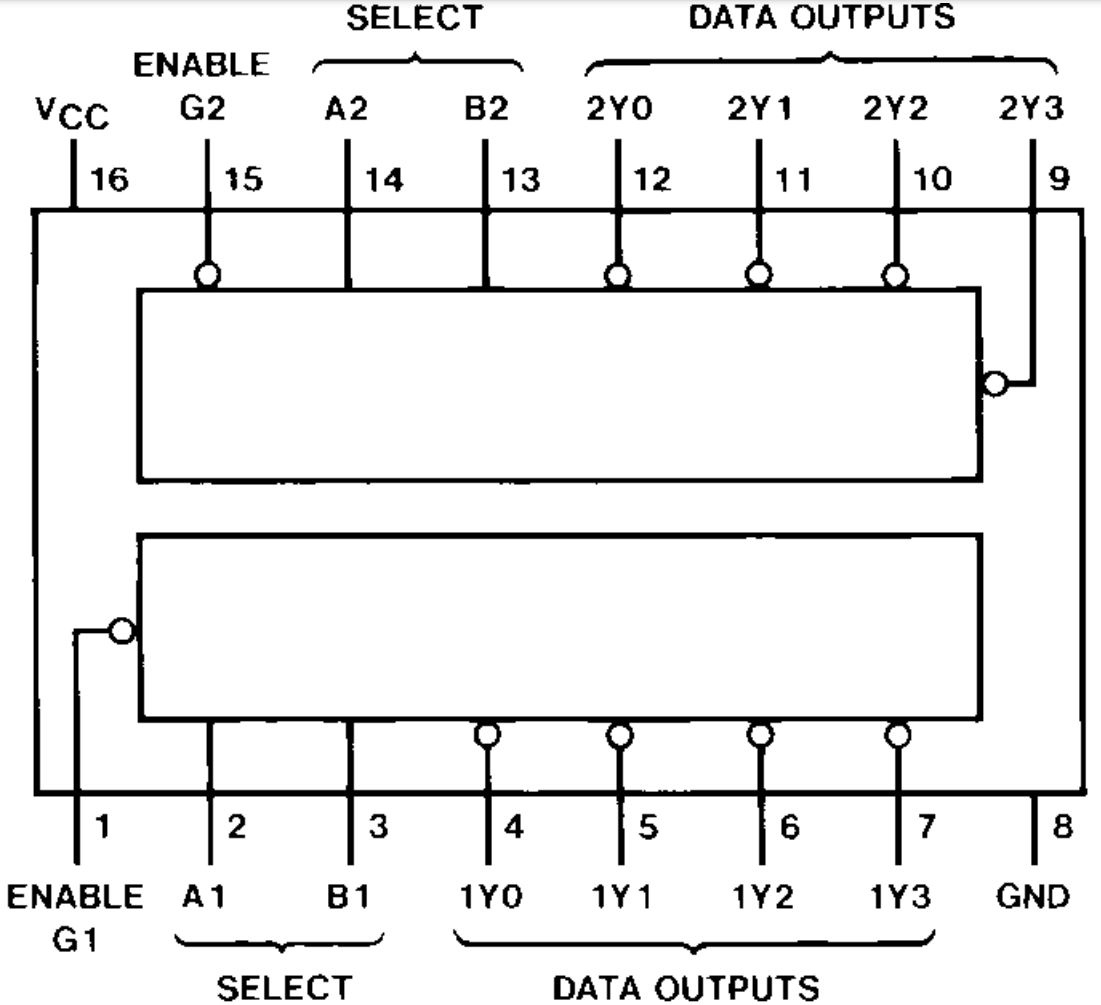 SELECT DATA OUTPUTS
ENABLE
VCC G2 A2 B2 2Y0 2Y1 2Y2 2Y3
16 15 14 13 12 11 10 9
1 2 3 4 5 6 7 8
ENABLE A1 B1 1Y0 1Y1 1Y2 1Y3 GND
G1
SELECT DATA OUTPUTS